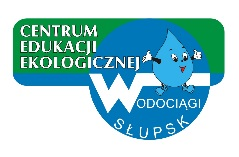 CENTRUM
EDUKACJI
EKOLOGICZNEJ
WODOCIĄGI
SŁUPSK